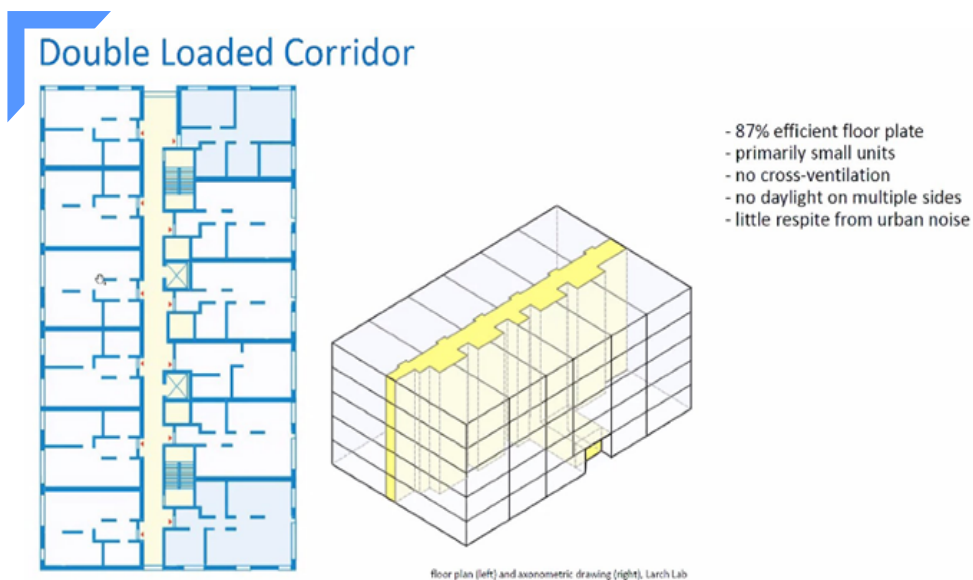 Double Loaded Corridor
- 87% efficient floor plate
- primarily small units
- no cross-ventilation
- no daylight on multiple sides
- little respite from urban noise
floor plan (left) and axonometric drawing (right), Larch Lab